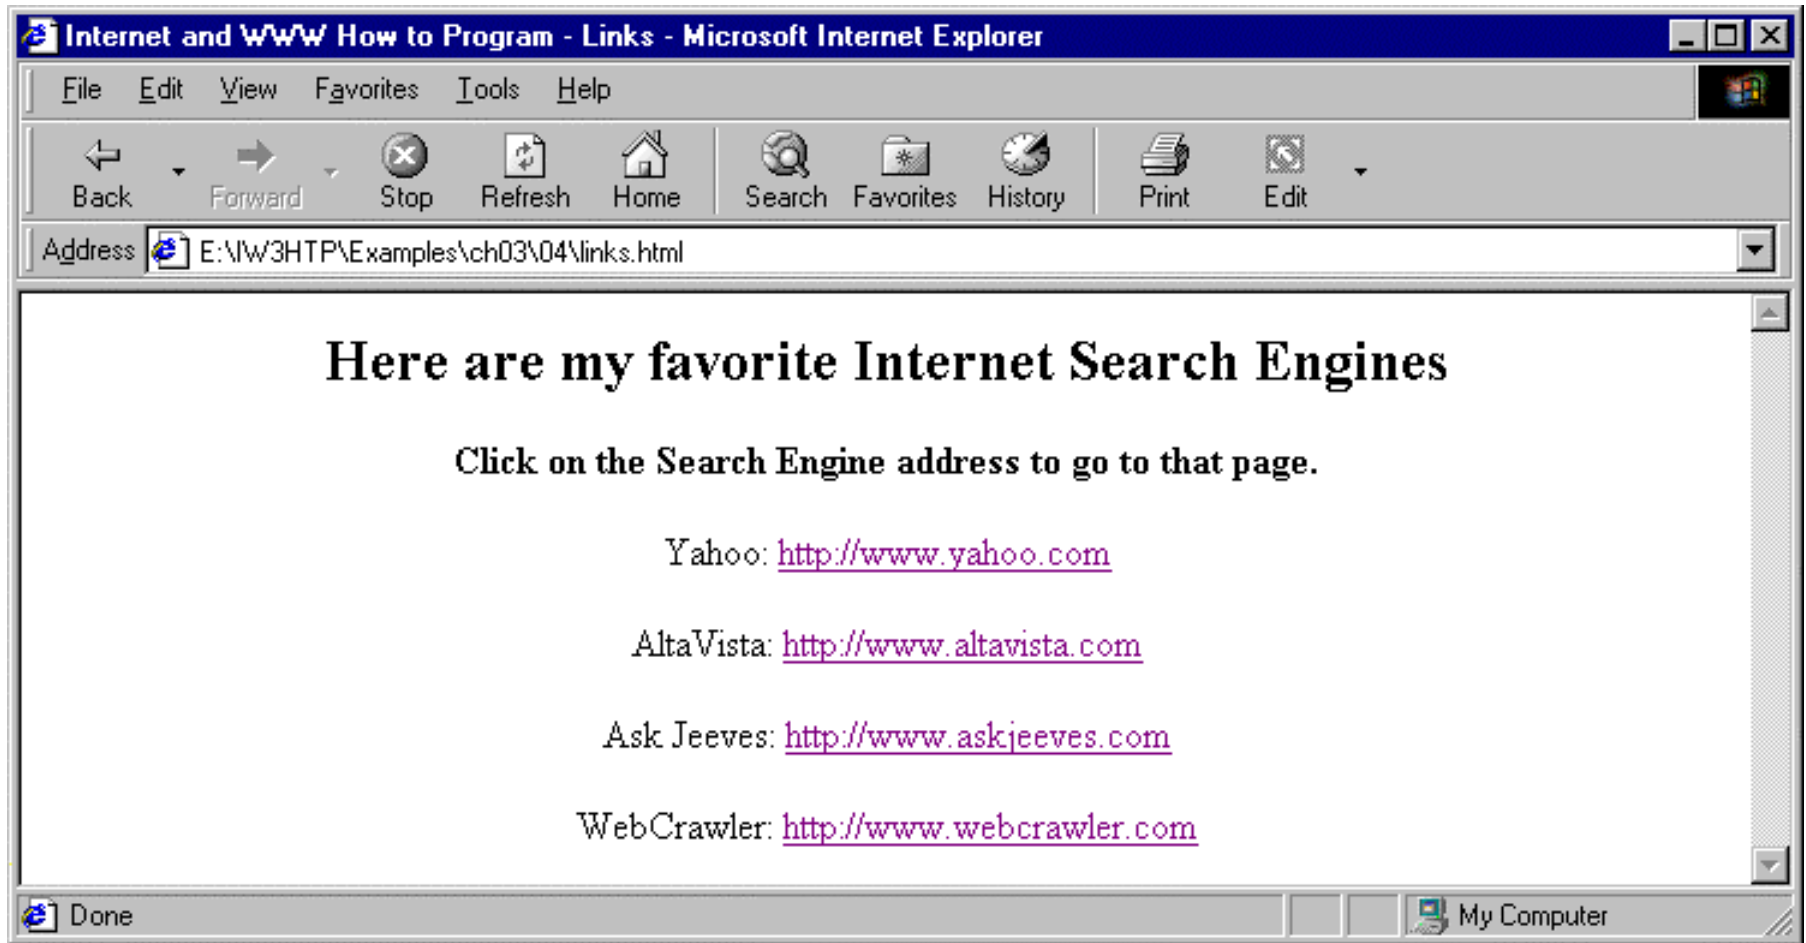 Internet and WWW How to Program - Links - Microsoft Internet Explorer
File Edit View Favorites Tools Help
Back Forward Stop Refresh Home Search Favorites History Print Edit
Address E:\IW3HTP\Examples\ch03\04\links.html
Here are my favorite Internet Search Engines
Click on the Search Engine address to go to that page.
Yahoo: http://www.yahoo.com
AltaVista: http://www.altavista.com
Ask Jeeves: http://www.askjeeves.com
WebCrawler: http://www.webcrawler.com
Done My Computer